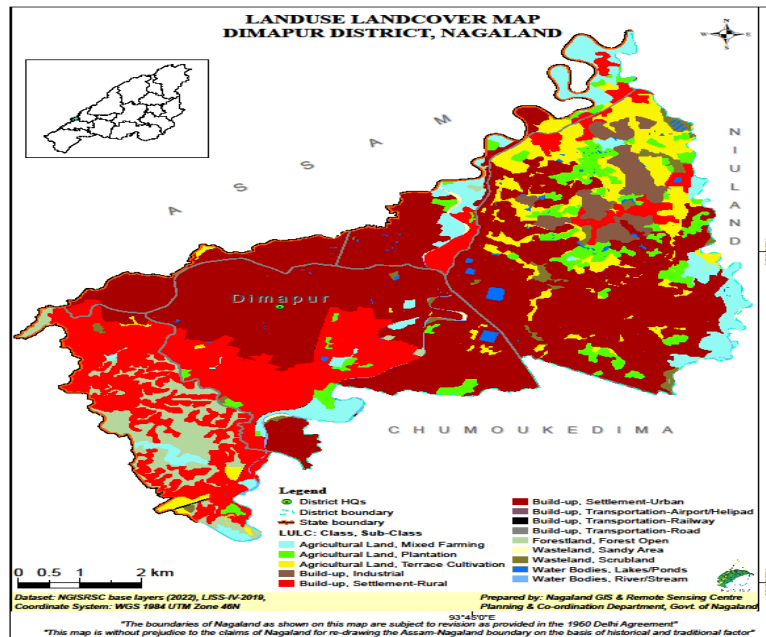 LANDUSE LANDCOVER MAP
DIMAPUR DISTRICT, NAGALAND
N
W E
S
ASSAM
NIULAND
Dimapur
CHUMOUKEDIMA
Legend
District HQs
District boundary
State boundary
LULC: Class, Sub-Class
Agricultural Land, Mixed Farming
Agricultural Land, Plantation
Agricultural Land, Terrace Cultivation
Build-up, Industrial
Build-up, Settlement-Rural
Build-up, Settlement-Urban
Build-up, Transportation-Airport/Helipad
Build-up, Transportation-Railway
Build-up, Transportation-Road
Forestland, Forest Open
Wasteland, Sandy Area
Wasteland, Scrubland
Water Bodies, Lakes/Ponds
Water Bodies, River/Stream
0 0.5 1 2 km
Dataset: NGISRSC base layers (2022), LISS-IV-2019,
Coordinate System: WGS 1984 UTM Zone 46N
Prepared by: Nagaland GIS & Remote Sensing Centre
Planning & Co-ordination Department, Govt. of Nagaland
93°45'0"E
"The boundaries of Nagaland as shown on this map are subject to revision as provided in the 1960 Delhi Agreement"
"This map is without prejudice to the claims of Nagaland for re-drawing the Assam-Nagaland boundary on the basis of historical and traditional factor"